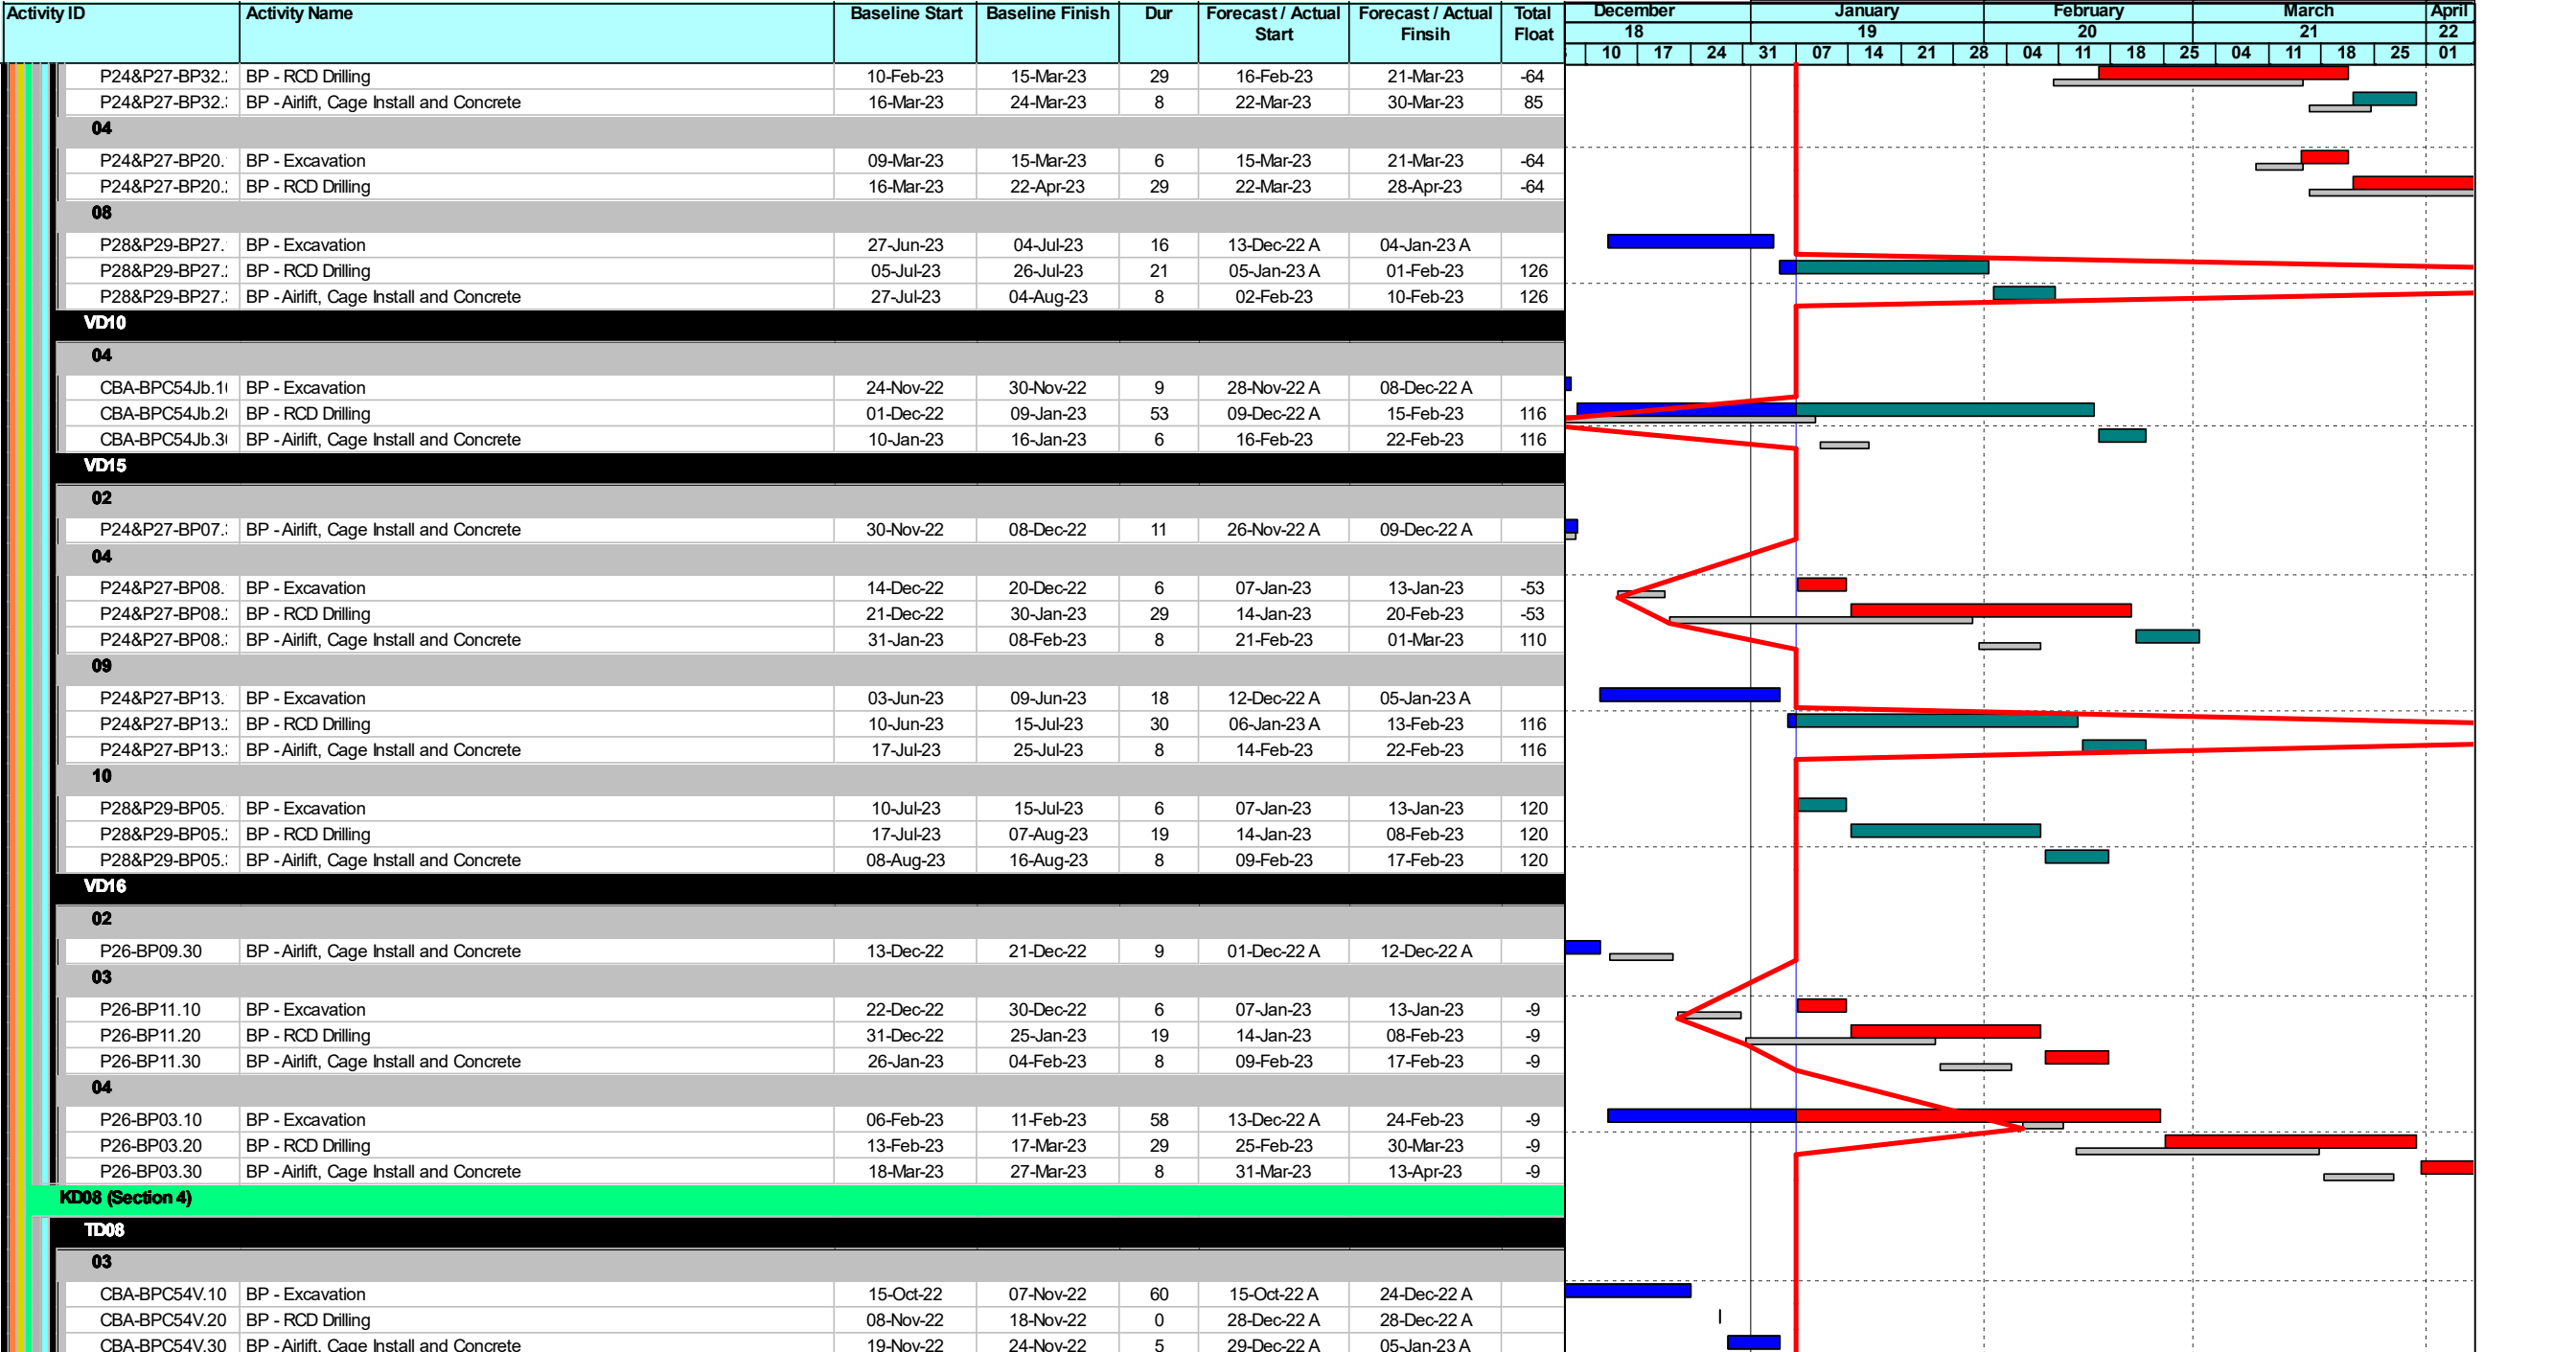 Activity ID Activity Name Baseline Start Baseline Finish Dur Forecast / Actual Start Forecast / Actual Finsih Total Float December January February March April
18 19 20 21 22
10 17 24 31 07 14 21 28 04 11 18 25 04 11 18 25 01
P24&P27-BP32. BP - RCD Drilling 10-Feb-23 15-Mar-23 29 16-Feb-23 21-Mar-23 -64
P24&P27-BP32. BP - Airlift, Cage Install and Concrete 16-Mar-23 24-Mar-23 8 22-Mar-23 30-Mar-23 85
04
P24&P27-BP20. BP - Excavation 09-Mar-23 15-Mar-23 6 15-Mar-23 21-Mar-23 -64
P24&P27-BP20. BP - RCD Drilling 16-Mar-23 22-Apr-23 29 22-Mar-23 28-Apr-23 -64
08
P28&P29-BP27. BP - Excavation 27-Jun-23 04-Jul-23 16 13-Dec-22 A 04-Jan-23 A
P28&P29-BP27. BP - RCD Drilling 05-Jul-23 26-Jul-23 21 05-Jan-23 A 01-Feb-23 126
P28&P29-BP27. BP - Airlift, Cage Install and Concrete 27-Jul-23 04-Aug-23 8 02-Feb-23 10-Feb-23 126
VD10
04
CBA-BPC54Jb.1 BP - Excavation 24-Nov-22 30-Nov-22 9 28-Nov-22 A 08-Dec-22 A
CBA-BPC54Jb.2 BP - RCD Drilling 01-Dec-22 09-Jan-23 53 09-Dec-22 A 15-Feb-23 116
CBA-BPC54Jb.3 BP - Airlift, Cage Install and Concrete 10-Jan-23 16-Jan-23 6 16-Feb-23 22-Feb-23 116
VD15
02
P24&P27-BP07. BP - Airlift, Cage Install and Concrete 30-Nov-22 08-Dec-22 11 26-Nov-22 A 09-Dec-22 A
04
P24&P27-BP08. BP - Excavation 14-Dec-22 20-Dec-22 6 07-Jan-23 13-Jan-23 -53
P24&P27-BP08. BP - RCD Drilling 21-Dec-22 30-Jan-23 29 14-Jan-23 20-Feb-23 -53
P24&P27-BP08. BP - Airlift, Cage Install and Concrete 31-Jan-23 08-Feb-23 8 21-Feb-23 01-Mar-23 110
09
P24&P27-BP13. BP - Excavation 03-Jun-23 09-Jun-23 18 12-Dec-22 A 05-Jan-23 A
P24&P27-BP13. BP - RCD Drilling 10-Jun-23 15-Jul-23 30 06-Jan-23 A 13-Feb-23 116
P24&P27-BP13. BP - Airlift, Cage Install and Concrete 17-Jul-23 25-Jul-23 8 14-Feb-23 22-Feb-23 116
10
P28&P29-BP05. BP - Excavation 10-Jul-23 15-Jul-23 6 07-Jan-23 13-Jan-23 120
P28&P29-BP05. BP - RCD Drilling 17-Jul-23 07-Aug-23 19 14-Jan-23 08-Feb-23 120
P28&P29-BP05. BP - Airlift, Cage Install and Concrete 08-Aug-23 16-Aug-23 8 09-Feb-23 17-Feb-23 120
VD16
02
P26-BP09.30 BP - Airlift, Cage Install and Concrete 13-Dec-22 21-Dec-22 9 01-Dec-22 A 12-Dec-22 A
03
P26-BP11.10 BP - Excavation 22-Dec-22 30-Dec-22 6 07-Jan-23 13-Jan-23 -9
P26-BP11.20 BP - RCD Drilling 31-Dec-22 25-Jan-23 19 14-Jan-23 08-Feb-23 -9
P26-BP11.30 BP - Airlift, Cage Install and Concrete 26-Jan-23 04-Feb-23 8 09-Feb-23 17-Feb-23 -9
04
P26-BP03.10 BP - Excavation 06-Feb-23 11-Feb-23 58 13-Dec-22 A 24-Feb-23 -9
P26-BP03.20 BP - RCD Drilling 13-Feb-23 17-Mar-23 29 25-Feb-23 30-Mar-23 -9
P26-BP03.30 BP - Airlift, Cage Install and Concrete 18-Mar-23 27-Mar-23 8 31-Mar-23 13-Apr-23 -9
KD08 (Section 4)
TD08
03
CBA-BPC54V.10 BP - Excavation 15-Oct-22 07-Nov-22 60 15-Oct-22 A 24-Dec-22 A
CBA-BPC54V.20 BP - RCD Drilling 08-Nov-22 18-Nov-22 0 28-Dec-22 A 28-Dec-22 A
CBA-BPC54V.30 BP - Airlift, Cage Install and Concrete 19-Nov-22 24-Nov-22 5 29-Dec-22 A 05-Jan-23 A